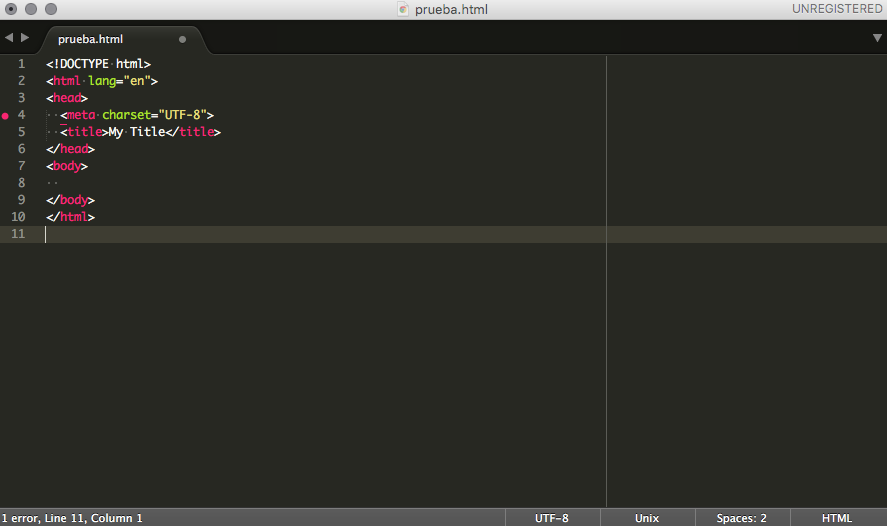 prueba.html
UNREGISTERED
prueba.html
1 <!DOCTYPE html>
2 <html lang="en">
3 <head>
4   <meta charset="UTF-8">
5   <title>My Title</title>
6 </head>
7 <body>
8
9 </body>
10 </html>
11
1 error, Line 11, Column 1
UTF-8
Unix
Spaces: 2
HTML